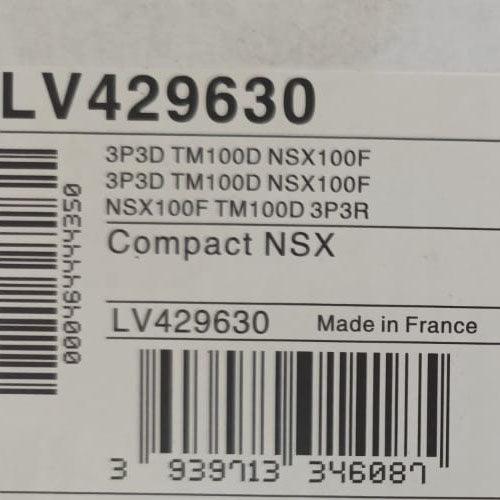 LV429630
3P3D TM100D NSX100F
3P3D TM100D NSX100F
NSX100F TM100D 3P3R
Compact NSX
LV429630 Made in France
3 939713 346087
000464444350